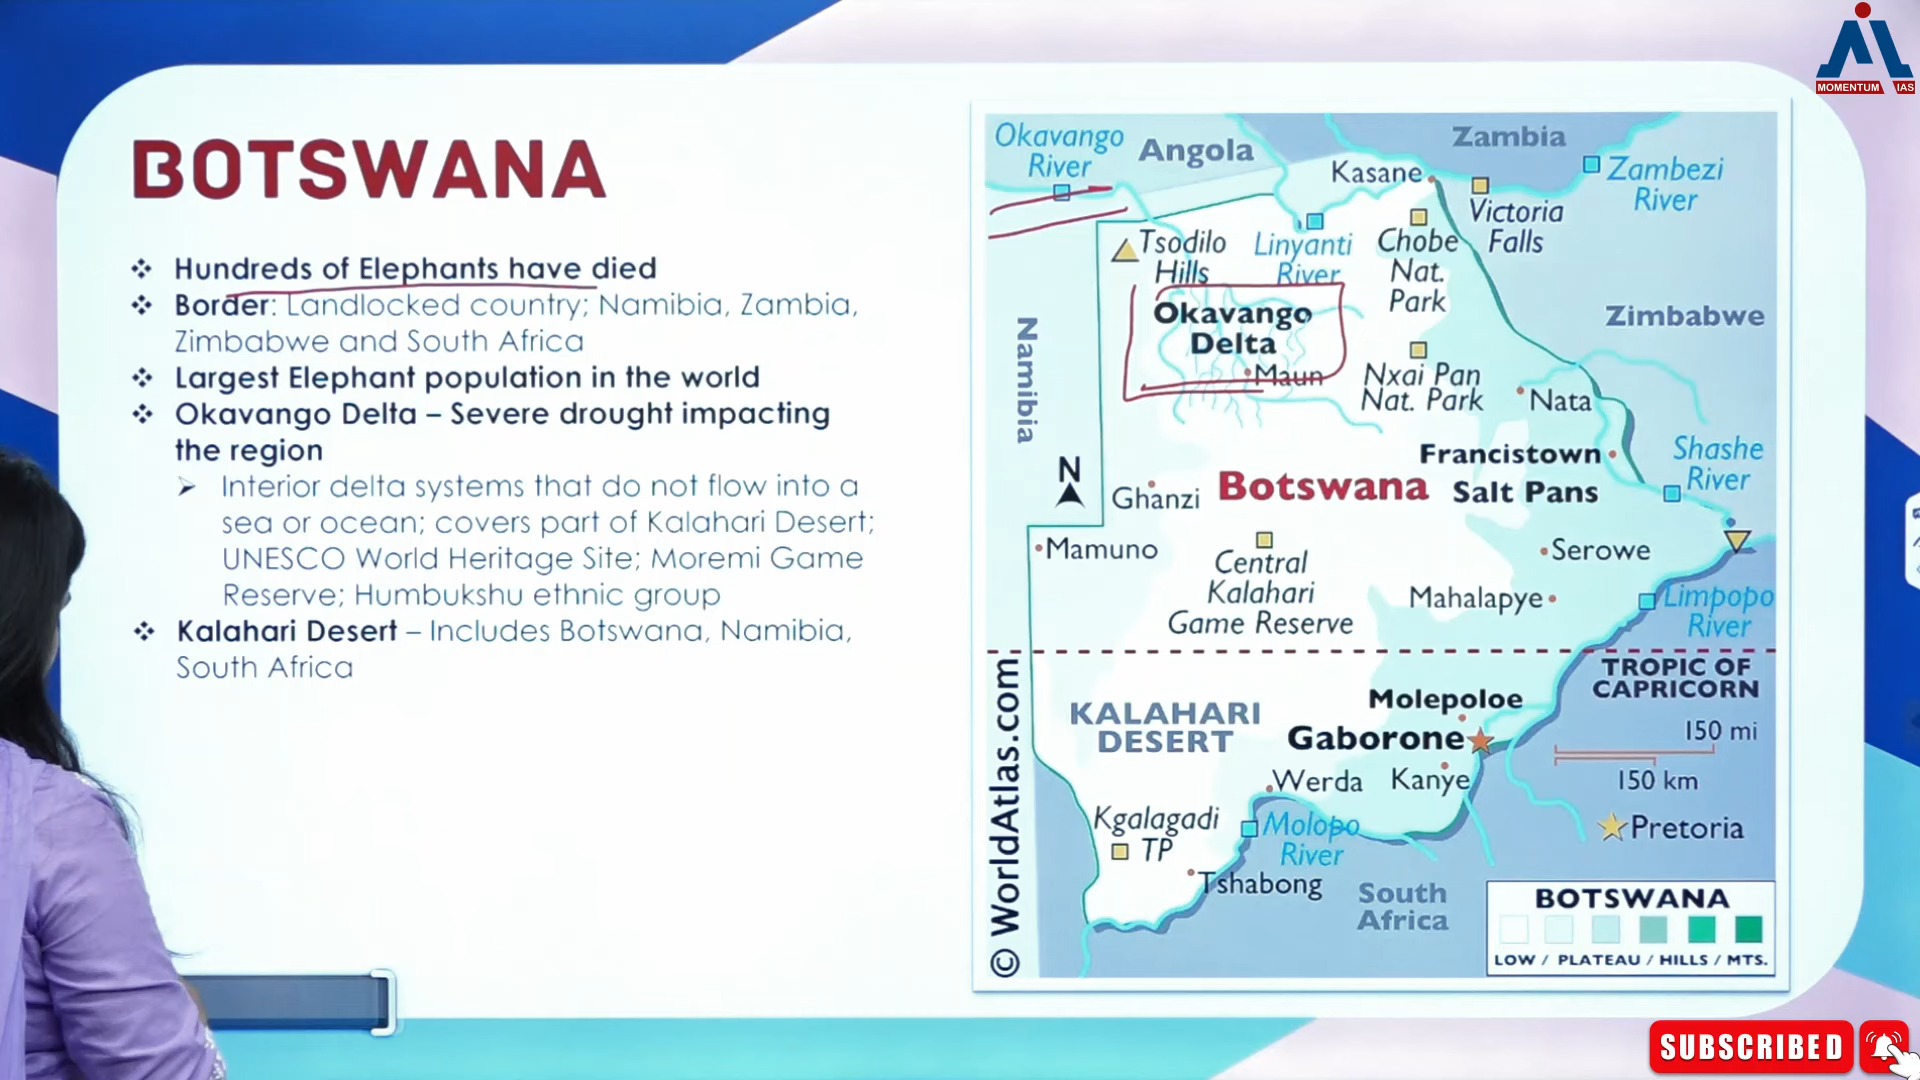 MOMENTUM IAS
BOTSWANA
❖ Hundreds of Elephants have died
❖ Border: Landlocked country; Namibia, Zambia,
Zimbabwe and South Africa
❖ Largest Elephant population in the world
❖ Okavango Delta – Severe drought impacting
the region
➢ Interior delta systems that do not flow into a
sea or ocean; covers part of Kalahari Desert;
UNESCO World Heritage Site; Moremi Game
Reserve; Humbukshu ethnic group
❖ Kalahari Desert – Includes Botswana, Namibia,
South Africa
Okavango
River
Angola
Zambia
Kasane
Zambezi
River
Victoria
Falls
Tsodilo
Hills
Linyanti
River
Chobe
Nat.
Park
Okavango
Delta
Maun
Namibia
Zimbabwe
Nxai Pan
Nat. Park
Nata
Francistown
Shashe
River
N
Ghanzi
Botswana
Salt Pans
Mamuno
Central
Kalahari
Game Reserve
Serowe
Mahalapye
Limpopo
River
TROPIC OF
CAPRICORN
Molepoloe
KALAHARI
DESERT
Gaborone
150 mi
150 km
Werda
Kanye
Pretoria
Kgalagadi
TP
Molopo
River
Tshabong
South
Africa
© WorldAtlas.com
BOTSWANA
LOW / PLATEAU / HILLS / MTS.
SUBSCRIBED